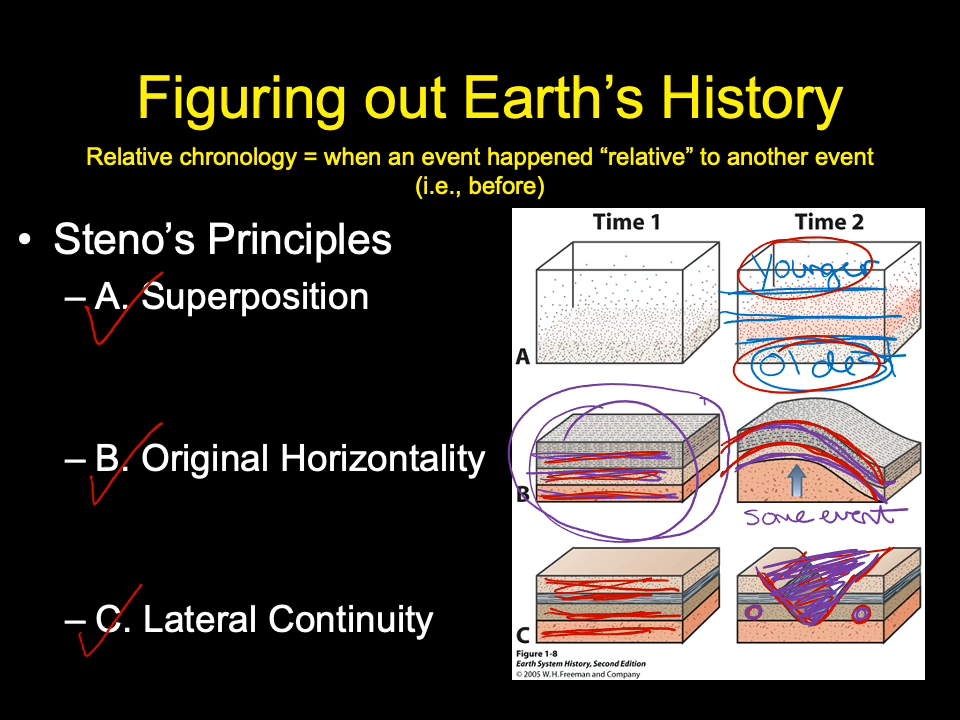 Figuring out Earth’s History
Relative chronology = when an event happened “relative” to another event
(i.e., before)
• Steno’s Principles
– A. Superposition
– B. Original Horizontality
– C. Lateral Continuity
Time 1 Time 2
Younger
A
Oldest
B
some event
C
Figure 1-8
Earth System History, Second Edition
© 2005 W. H. Freeman and Company